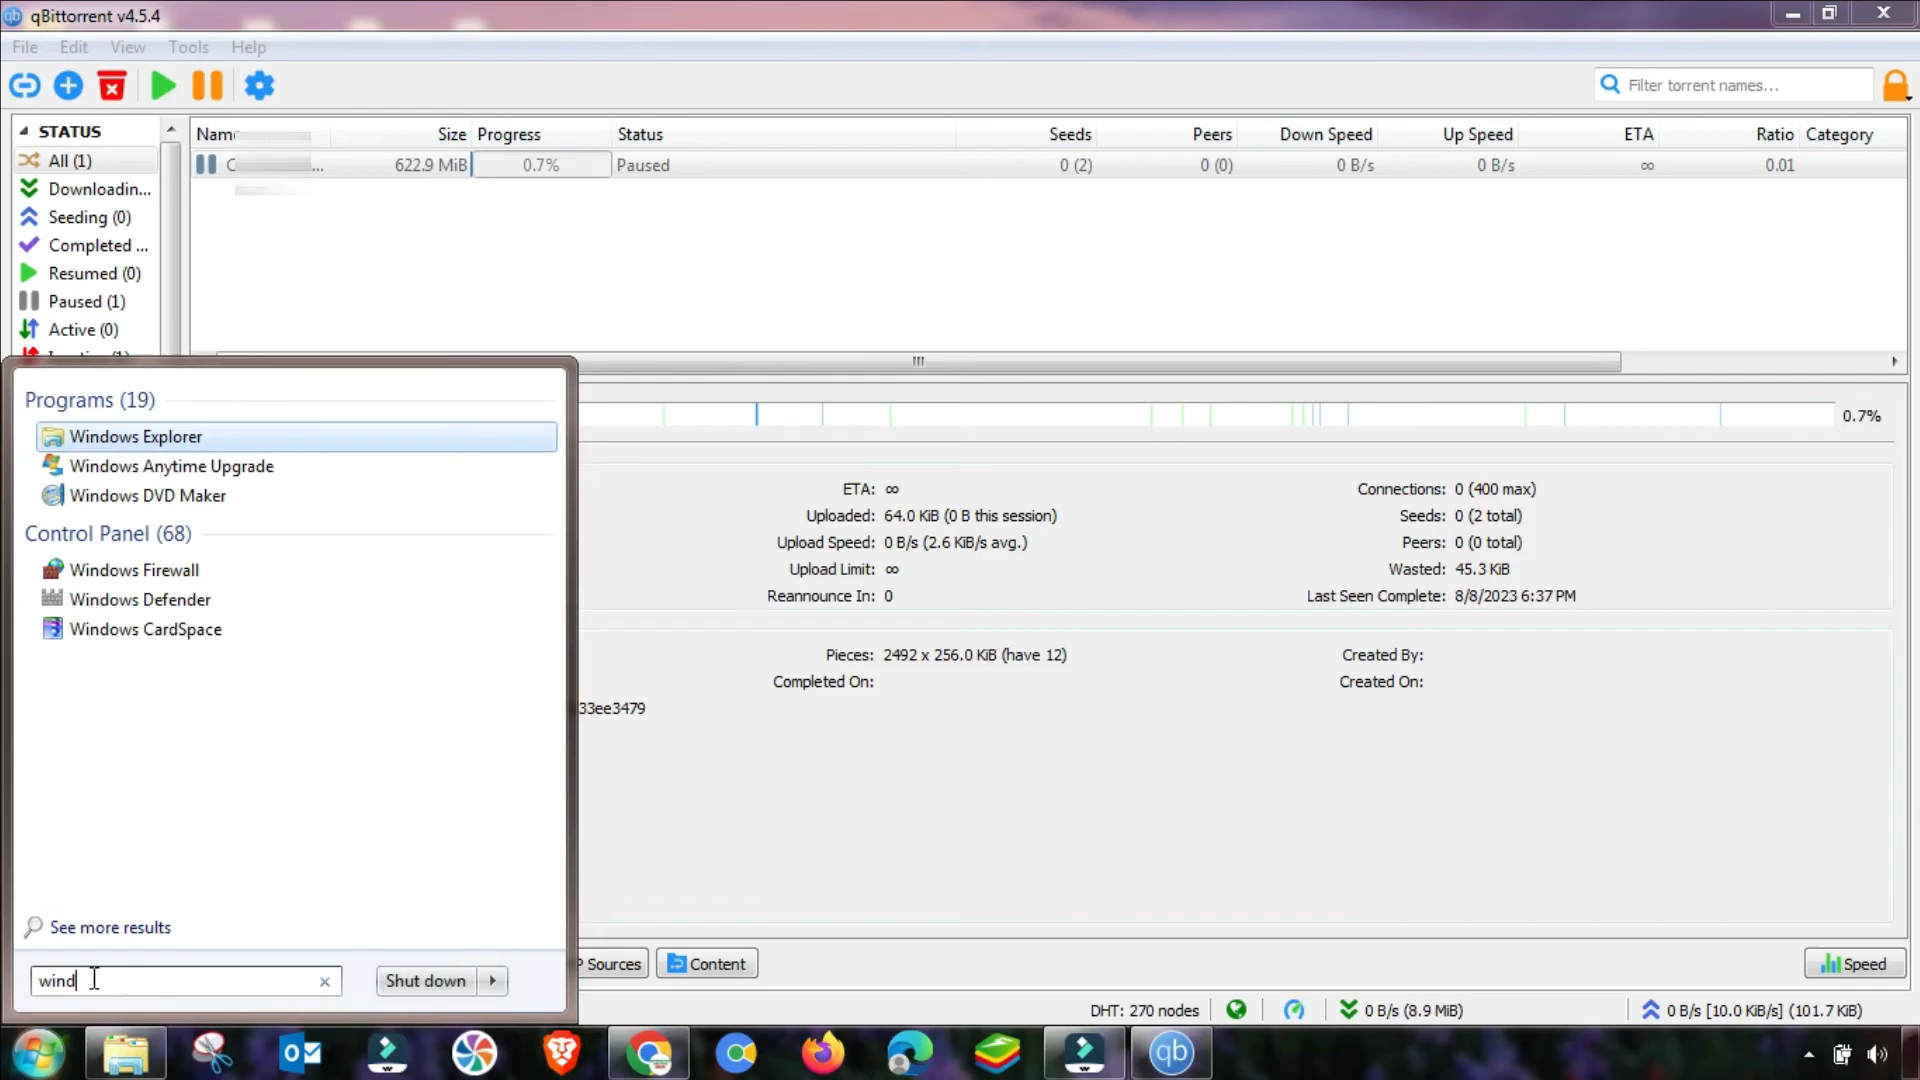 qBittorrent v4.5.4
File Edit View Tools Help
Filter torrent names...
STATUS
All (1)
Downloadin...
Seeding (0)
Completed ...
Resumed (0)
Paused (1)
Active (0)
Name Size Progress Status Seeds Peers Down Speed Up Speed ETA Ratio Category
C ... 622.9 MiB 0.7% Paused 0 (2) 0 (0) 0 B/s 0 B/s ∞ 0.01
0.7%
Programs (19)
Windows Explorer
Windows Anytime Upgrade
Windows DVD Maker
Control Panel (68)
Windows Firewall
Windows Defender
Windows CardSpace
See more results
wind
Shut down
ETA: ∞ Connections: 0 (400 max)
Uploaded: 64.0 KiB (0 B this session) Seeds: 0 (2 total)
Upload Speed: 0 B/s (2.6 KiB/s avg.) Peers: 0 (0 total)
Upload Limit: ∞ Wasted: 45.3 KiB
Reannounce In: 0 Last Seen Complete: 8/8/2023 6:37 PM
Pieces: 2492 x 256.0 KiB (have 12) Created By:
Completed On: Created On:
33ee3479
P Sources Content Speed
DHT: 270 nodes 0 B/s (8.9 MiB) 0 B/s [10.0 KiB/s] (101.7 KiB)